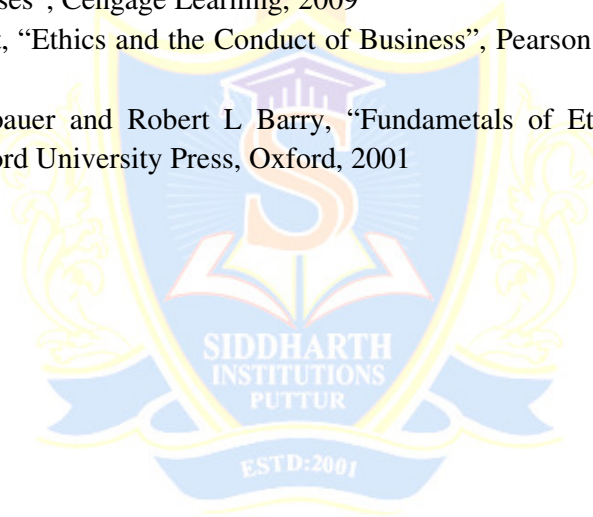 ses", Cengage Learning, 2009
, "Ethics and the Conduct of Business", Pearson
bauer and Robert L Barry, "Fundametals of Et
ord University Press, Oxford, 2001
S
SIDDHARTH
INSTITUTIONS
PUTTUR
ESTD:2001